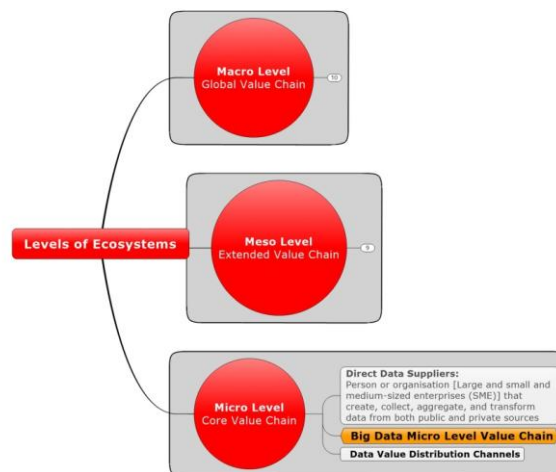 Macro Level
Global Value Chain
10
Levels of Ecosystems
Meso Level
Extended Value Chain
9
Micro Level
Core Value Chain
Direct Data Suppliers:
Person or organisation [Large and small and
medium-sized enterprises (SME)] that
create, collect, aggregate, and transform
data from both public and private sources
Big Data Micro Level Value Chain
Data Value Distribution Channels